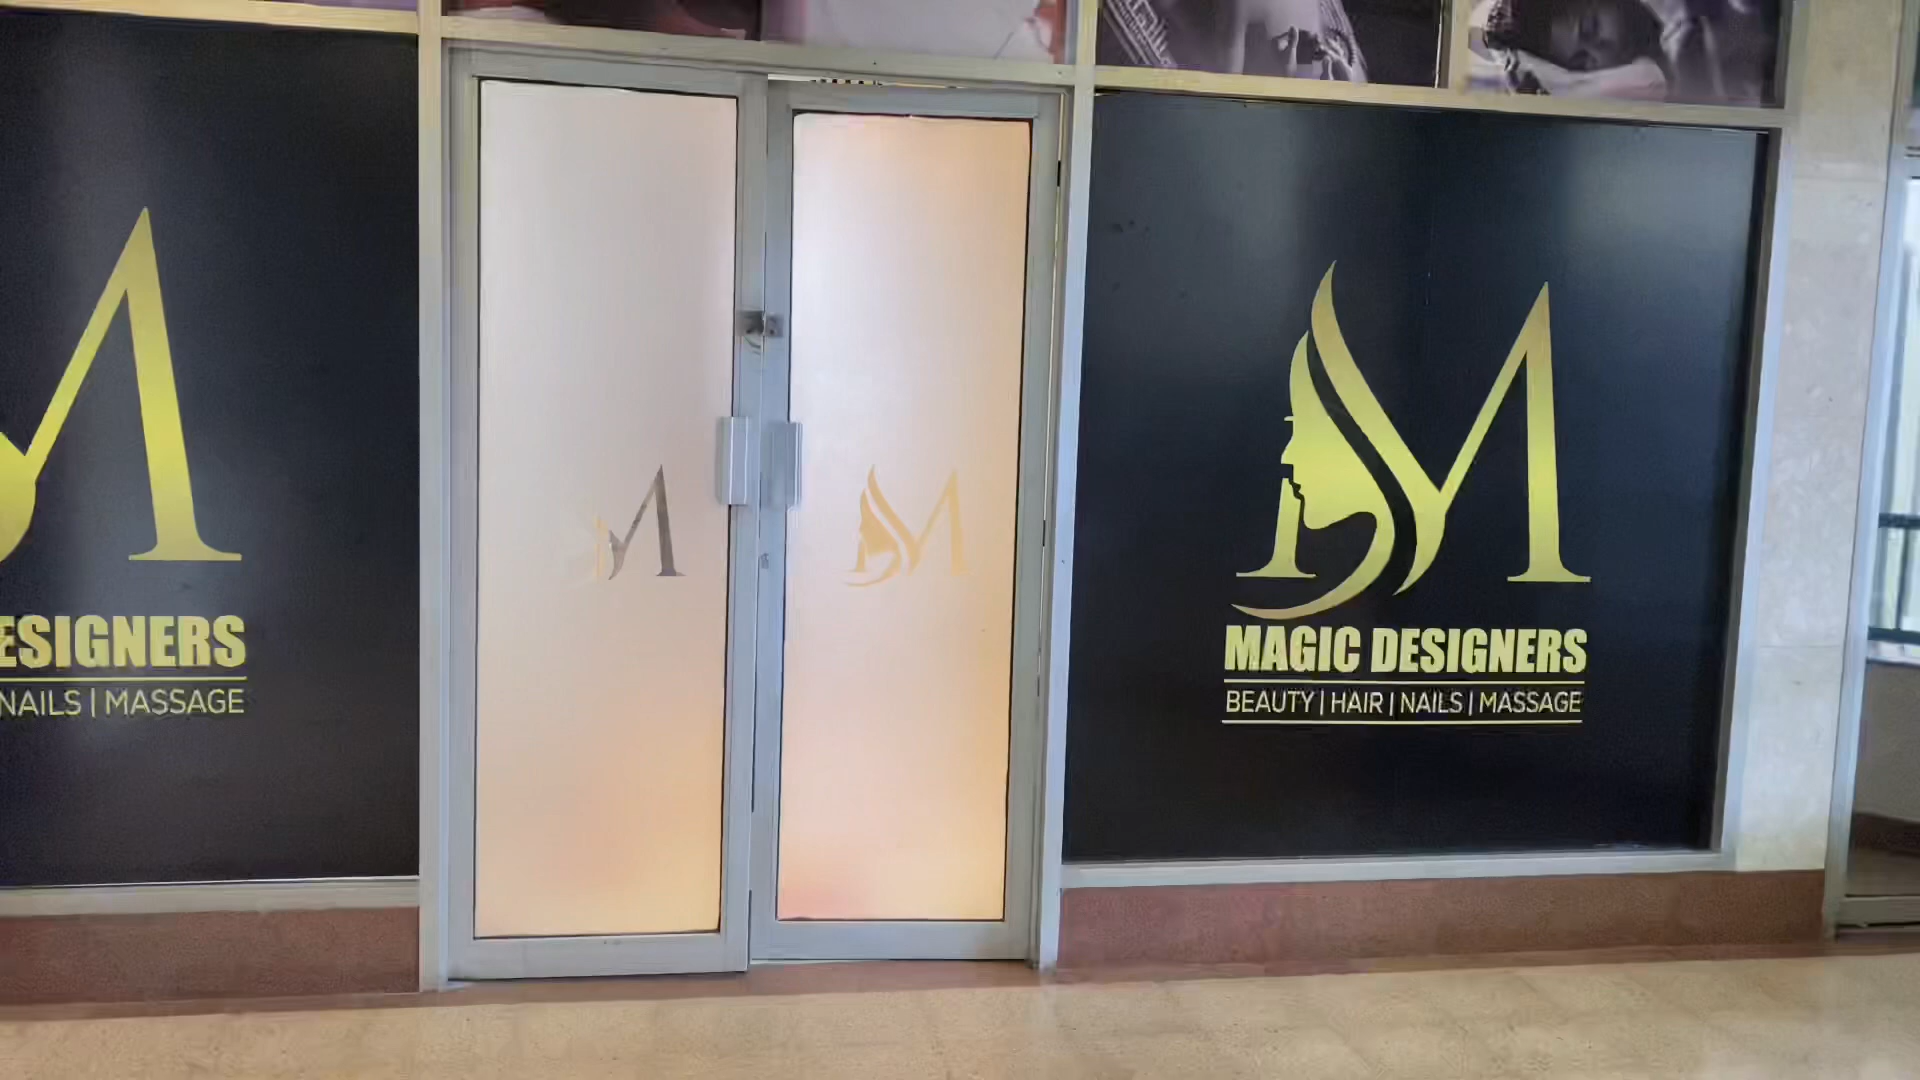 ESIGNERS
NAILS | MASSAGE
M
M
M
MAGIC DESIGNERS
BEAUTY | HAIR | NAILS | MASSAGE